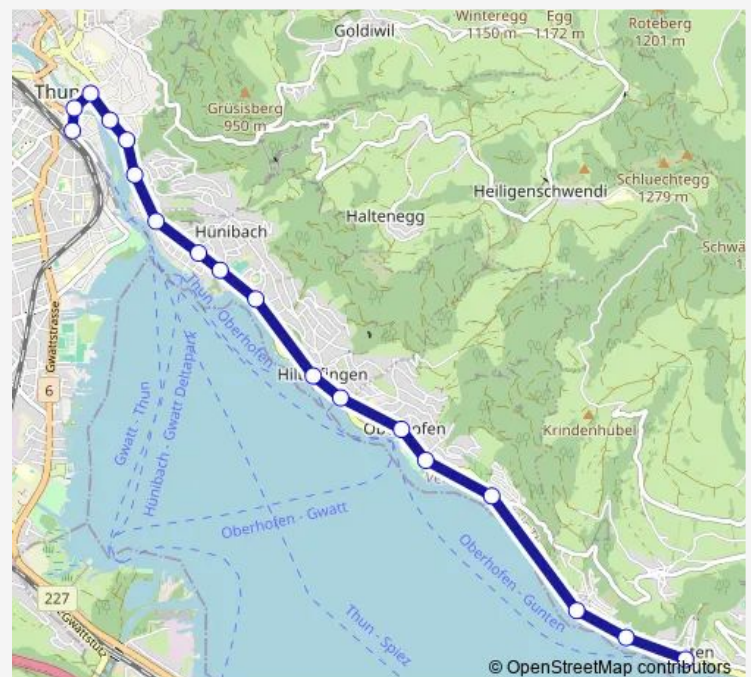 Winteregg
1150 m
Egg
1172 m
Roteberg
1201 m
Goldiwil
Thun
Grüsisberg
950 m
Heiligenschwendi
Schluechtegg
1279 m
Haltenegg
Hünibach
Gwattstrasse
Thun - Oberhofen
6
Gwatt - Thun
Hünibach - Gwatt Deltapark
Krindenhubel
Oberhofen - Gwatt
Oberhofen - Gunten
227
Thun - Spiez
Gwattstutz
© OpenStreetMap contributors